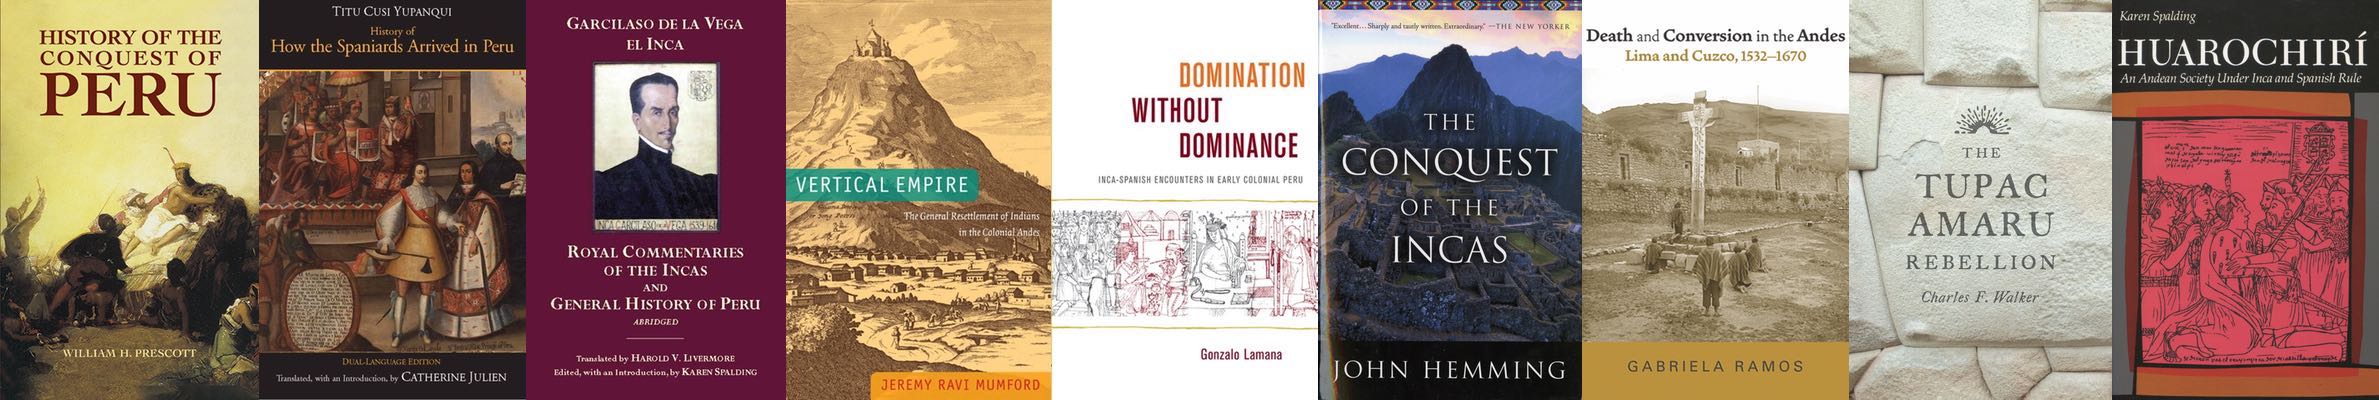 HISTORY OF THE
CONQUEST OF
PERU
WILLIAM H. PRESCOTT
TITU CUSI YUPANQUI
History of
How the Spaniards Arrived in Peru
DUAL-LANGUAGE EDITION
Translated, with an Introduction, by CATHERINE JULIEN
GARCILASO DE LA VEGA
EL INCA
ROYAL COMMENTARIES
OF THE INCAS
AND
GENERAL HISTORY OF PERU
ABRIDGED
Translated by HAROLD V. LIVERMORE
Edited, with an Introduction, by KAREN SPALDING
VERTICAL EMPIRE
The General Resettlement of Indians
in the Colonial Andes
JEREMY RAVI MUMFORD
DOMINATION
WITHOUT
DOMINANCE
INCA-SPANISH ENCOUNTERS IN EARLY COLONIAL PERU
Gonzalo Lamana
"Excellent... Sharply and tautly written. Extraordinary." —THE NEW YORKER
THE
CONQUEST
OF THE
INCAS
JOHN HEMMING
Death and Conversion in the Andes
Lima and Cuzco, 1532–1670
GABRIELA RAMOS
THE
TUPAC
AMARU
REBELLION
Charles F. Walker
Karen Spalding
HUAROCHIRÍ
An Andean Society Under Inca and Spanish Rule